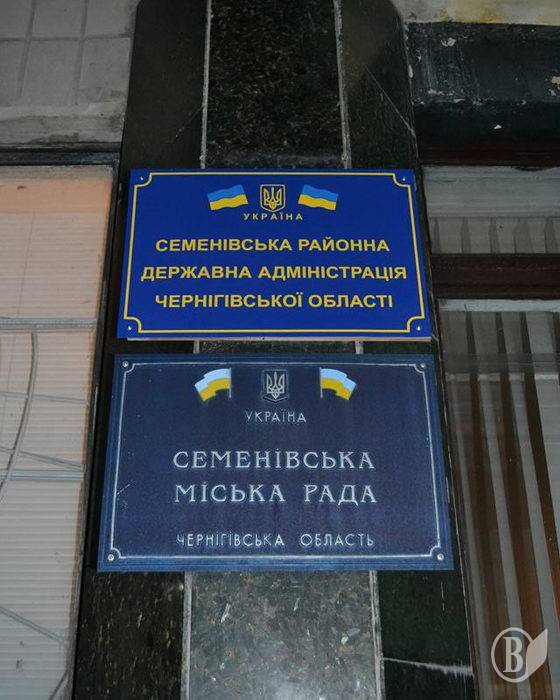 УКРАЇНА
СЕМЕНІВСЬКА РАЙОННА
ДЕРЖАВНА АДМІНІСТРАЦІЯ
ЧЕРНІГІВСЬКОЇ ОБЛАСТІ
УКРАЇНА
СЕМЕНІВСЬКА
МІСЬКА РАДА
ЧЕРНІГІВСЬКА ОБЛАСТЬ
В